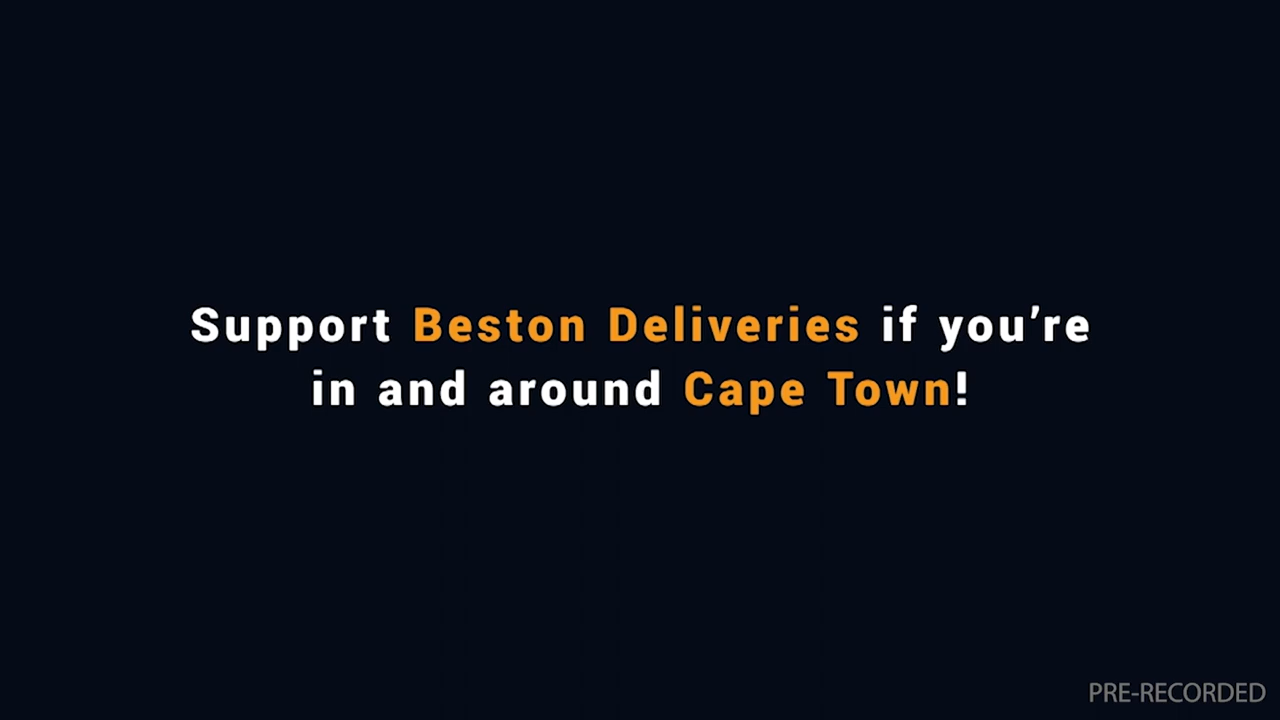 Support Beston Deliveries if you’re
in and around Cape Town!
PRE-RECORDED